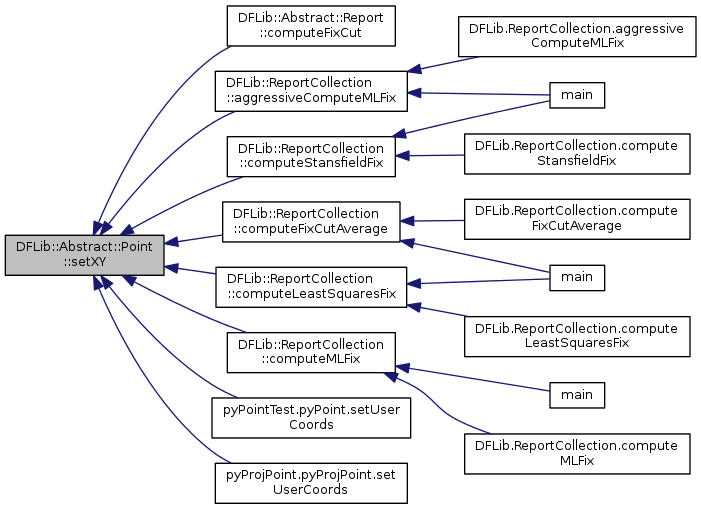 DFLib::Abstract::Point
::setXY
DFLib::Abstract::Report
::computeFixCut
DFLib::ReportCollection
::aggressiveComputeMLFix
DFLib::ReportCollection
::computeStansfieldFix
DFLib::ReportCollection
::computeFixCutAverage
DFLib::ReportCollection
::computeLeastSquaresFix
DFLib::ReportCollection
::computeMLFix
pyPointTest.pyPoint.setUser
Coords
pyProjPoint.pyProjPoint.set
UserCoords
DFLib.ReportCollection.aggressive
ComputeMLFix
main
DFLib.ReportCollection.compute
StansfieldFix
DFLib.ReportCollection.compute
FixCutAverage
main
DFLib.ReportCollection.compute
LeastSquaresFix
main
DFLib.ReportCollection.compute
MLFix